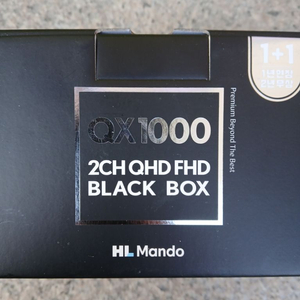 1+1
QX1000
2CH QHD FHD
BLACK BOX
Premium Beyond The Best
HL Mando